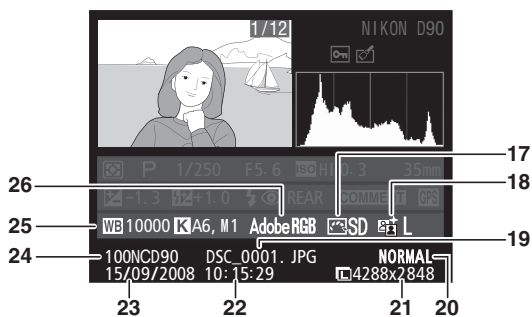 1/12 NIKON D90
P 1/250 F5.6 ISO HI 0.3 35mm
-1.3 +1.0 REAR COMMENT GPS
17
26
18
25 WB 10000 K A6, M1 Adobe RGB SD L
19
24 100NCD90 DSC_0001.JPG NORMAL
15/09/2008 10:15:29 L 4288x2848
23 22 21 20